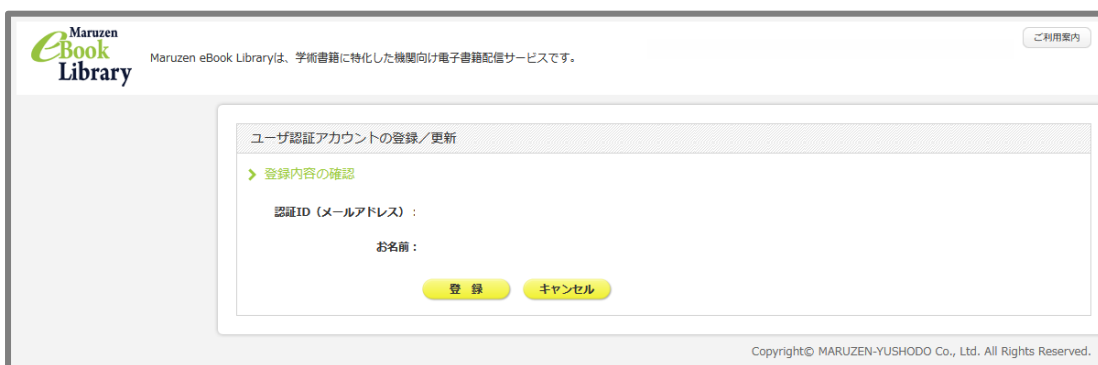 Maruzen
eBook
Library
Maruzen eBook Libraryは、学術書籍に特化した機関向け電子書籍配信サービスです。
ご利用案内
ユーザ認証アカウントの登録／更新
登録内容の確認
認証ID（メールアドレス）:
お名前：
登 録
キャンセル
Copyright© MARUZEN-YUSHODO Co., Ltd. All Rights Reserved.